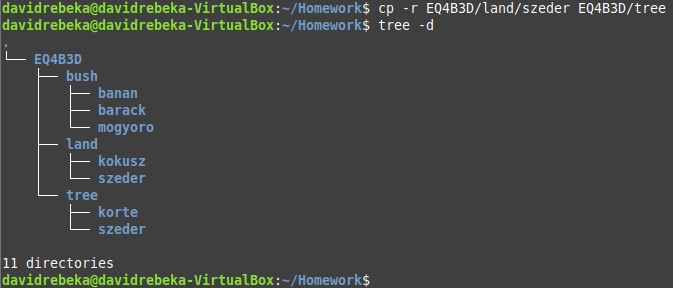 davidrebeka@davidrebeka-VirtualBox:~/Homework$ cp -r EQ4B3D/land/szeder EQ4B3D/tree
davidrebeka@davidrebeka-VirtualBox:~/Homework$ tree -d
.
└── EQ4B3D
    ├── bush
    │   ├── banan
    │   ├── barack
    │   └── mogyoro
    ├── land
    │   ├── kokusz
    │   └── szeder
    └── tree
        ├── korte
        └── szeder

11 directories
davidrebeka@davidrebeka-VirtualBox:~/Homework$